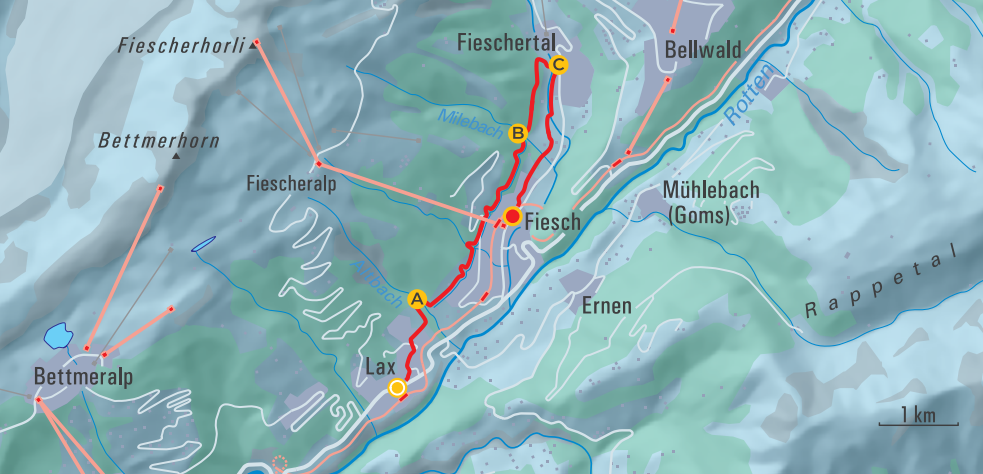 Fieschertal
C
Fiescherhorli
Bellwald
Rotten
Milebach
B
Bettmerhorn
Fiescheralp
Mühlebach
(Goms)
Fiesch
Rappetal
A
Ernen
Lax
Bettmeralp
1 km